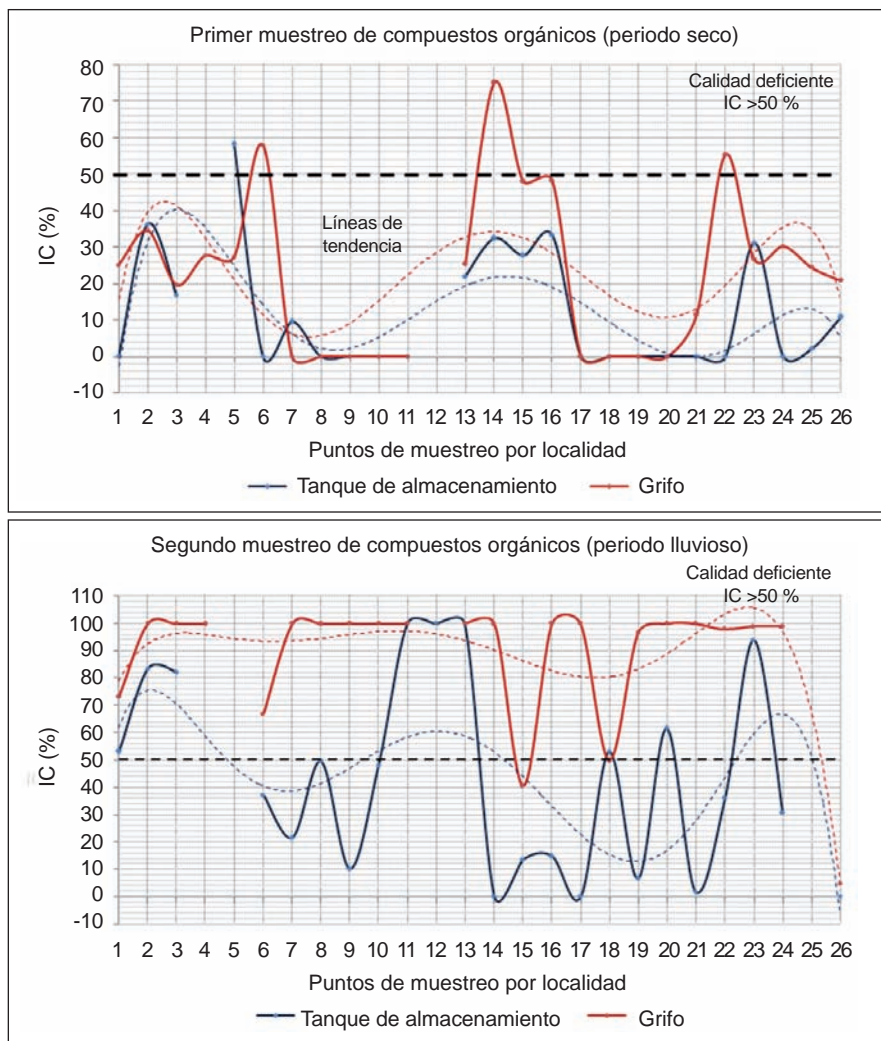 Primer muestreo de compuestos orgánicos (periodo seco)
Calidad deficiente
IC >50 %
Líneas de
tendencia
IC (%)
80
70
60
50
40
30
20
10
0
-10
1 2 3 4 5 6 7 8 9 10 11 12 13 14 15 16 17 18 19 20 21 22 23 24 25 26
Puntos de muestreo por localidad
Tanque de almacenamiento Grifo
Segundo muestreo de compuestos orgánicos (periodo lluvioso)
Calidad deficiente
IC >50 %
IC (%)
110
100
90
80
70
60
50
40
30
20
10
0
-10
1 2 3 4 5 6 7 8 9 10 11 12 13 14 15 16 17 18 19 20 21 22 23 24 25 26
Puntos de muestreo por localidad
Tanque de almacenamiento Grifo